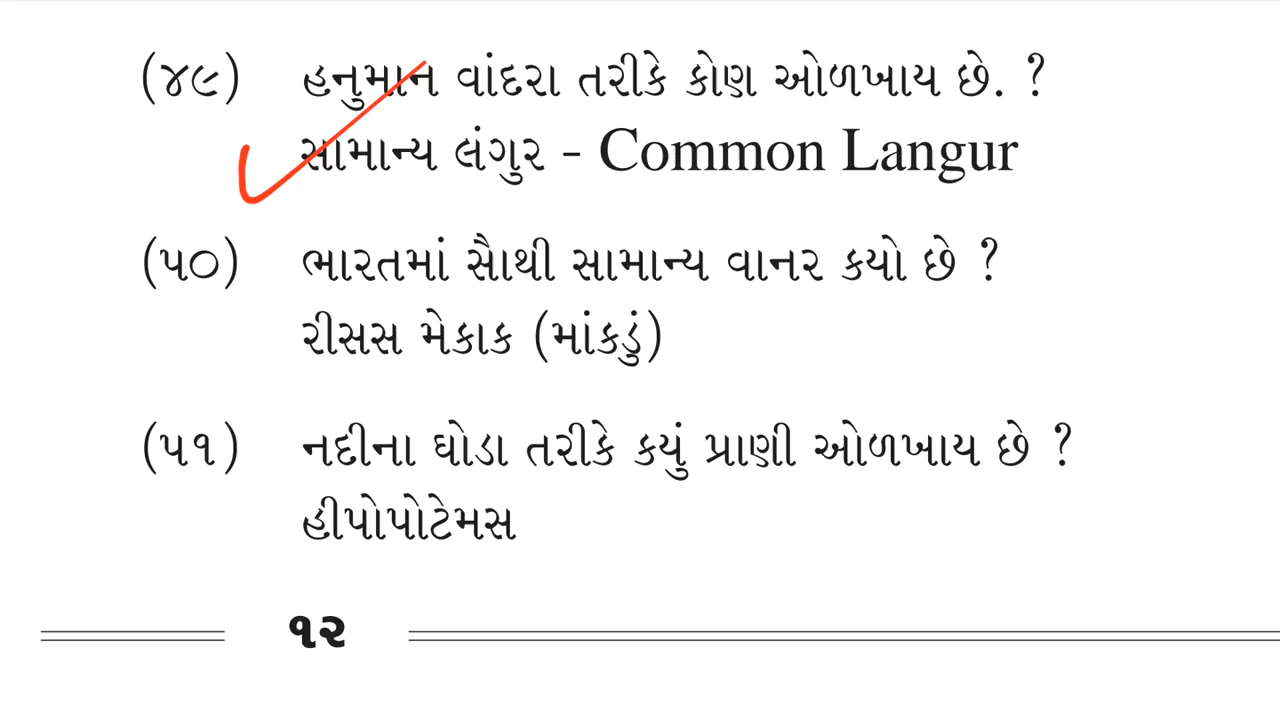 (૪૯) હનુમાન વાંદરા તરીકે કોણ ઓળખાય છે. ?
સામાન્ય લંગુર - Common Langur
(૫૦) ભારતમાં સૌાથી સામાન્ય વાનર કયો છે ?
રીસસ મેકાક (માંકડું)
(૫૧) નદીના ઘોડા તરીકે કયું પ્રાણી ઓળખાય છે ?
હીપોપોટેમસ
૧૨